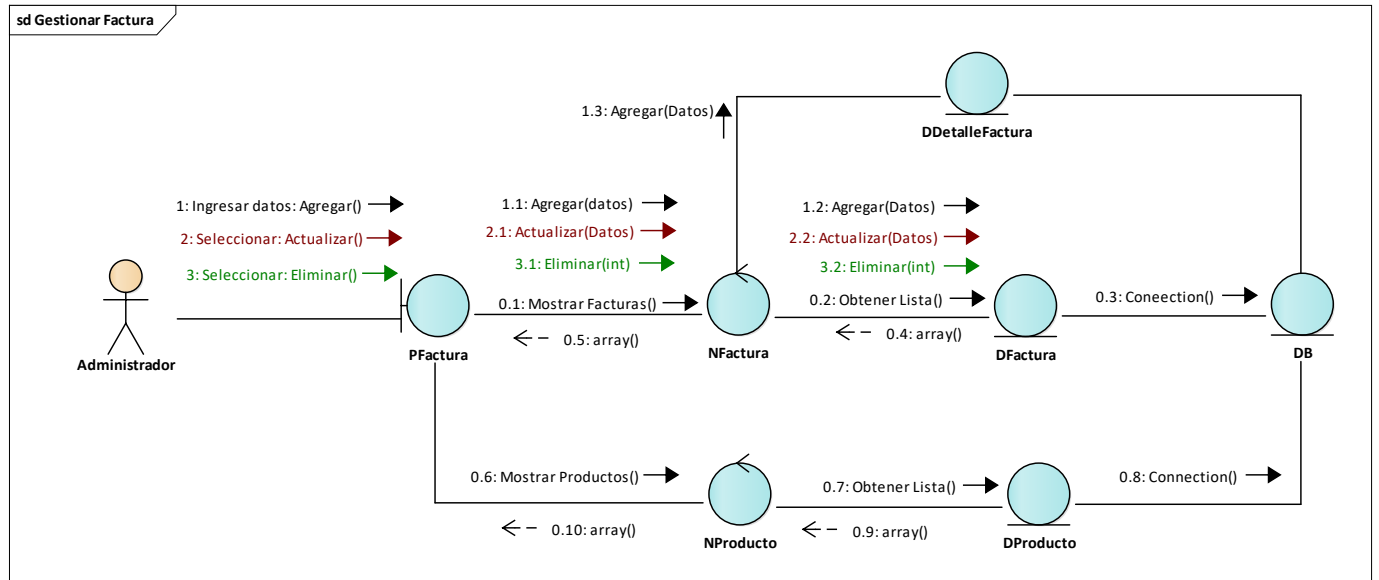 sd Gestionar Factura
1.3: Agregar(Datos)
DDetalleFactura
1: Ingresar datos: Agregar()
1.1: Agregar(datos)
1.2: Agregar(Datos)
2: Seleccionar: Actualizar()
2.1: Actualizar(Datos)
2.2: Actualizar(Datos)
3: Seleccionar: Eliminar()
3.1: Eliminar(int)
3.2: Eliminar(int)
0.1: Mostrar Facturas()
0.2: Obtener Lista()
0.3: Coneection()
0.5: array()
0.4: array()
Administrador
PFactura
NFactura
DFactura
DB
0.6: Mostrar Productos()
0.7: Obtener Lista()
0.8: Connection()
0.10: array()
0.9: array()
NProducto
DProducto